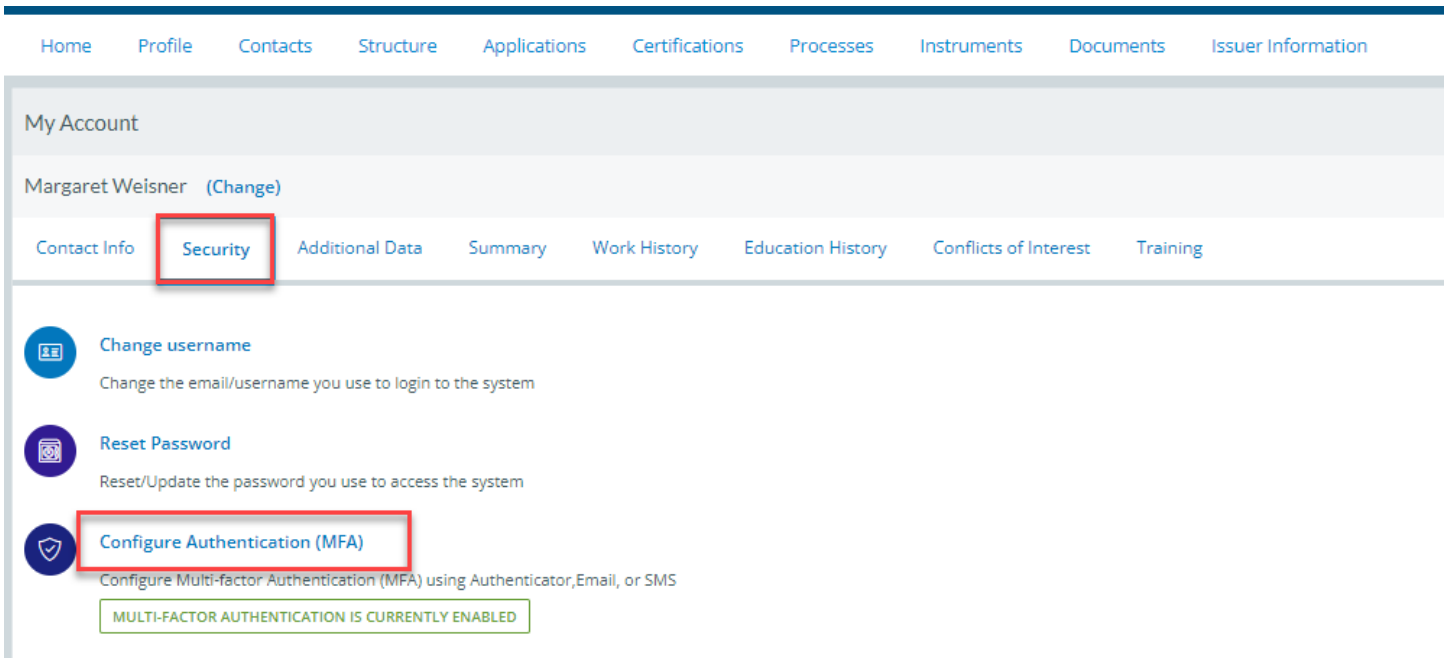 Home Profile Contacts Structure Applications Certifications Processes Instruments Documents Issuer Information
My Account
Margaret Weisner (Change)
Contact Info Security Additional Data Summary Work History Education History Conflicts of Interest Training
Change username
Change the email/username you use to login to the system
Reset Password
Reset/Update the password you use to access the system
Configure Authentication (MFA)
Configure Multi-factor Authentication (MFA) using Authenticator,Email, or SMS
MULTI-FACTOR AUTHENTICATION IS CURRENTLY ENABLED